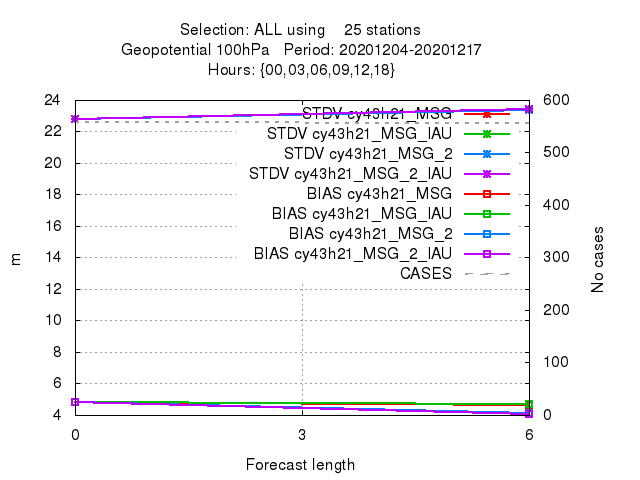 Selection: ALL using    25 stations
Geopotential 100hPa   Period: 20201204-20201217
Hours: {00,03,06,09,12,18}
24
22
20
18
16
14
12
10
8
6
4
600
500
400
300
200
100
0
STDV cy43h21_MSG
STDV cy43h21_MSG_IAU
STDV cy43h21_MSG_2
STDV cy43h21_MSG_2_IAU
BIAS cy43h21_MSG
BIAS cy43h21_MSG_IAU
BIAS cy43h21_MSG_2
BIAS cy43h21_MSG_2_IAU
CASES
m
No cases
0
3
6
Forecast length